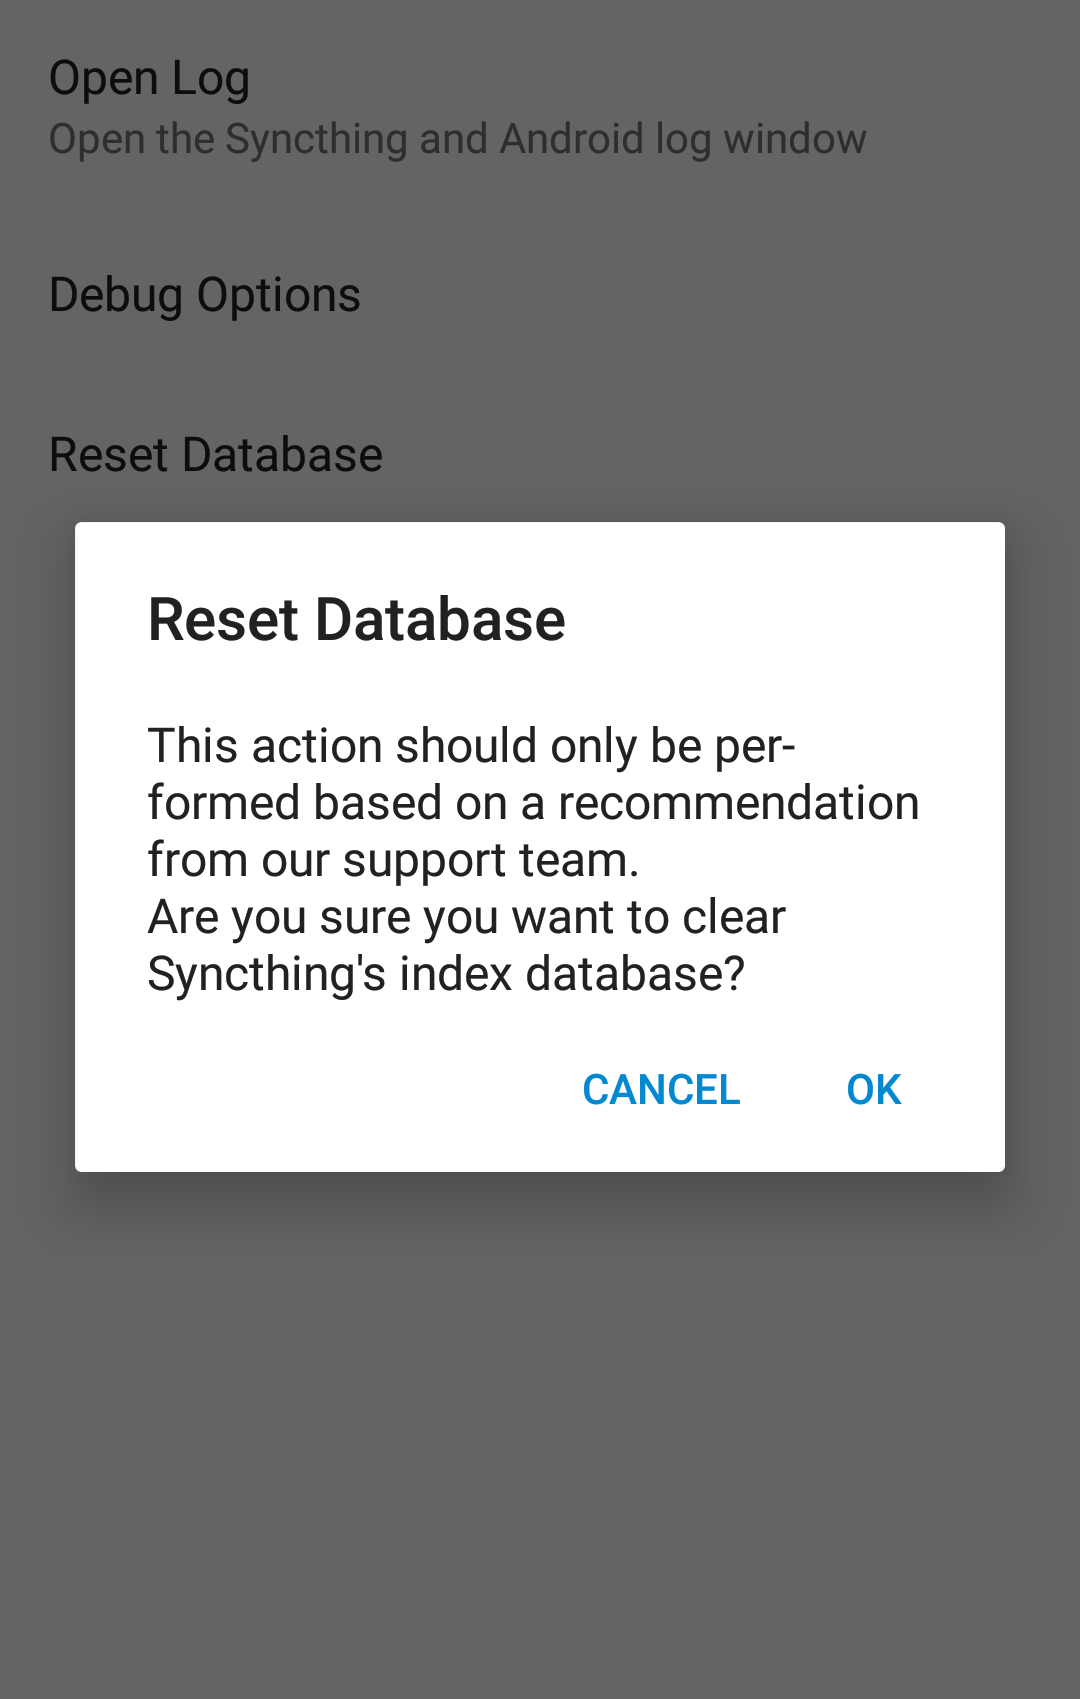 Open Log
Open the Syncthing and Android log window
Debug Options
Reset Database
Reset Database
This action should only be per-
formed based on a recommendation
from our support team.
Are you sure you want to clear
Syncthing's index database?
CANCEL OK